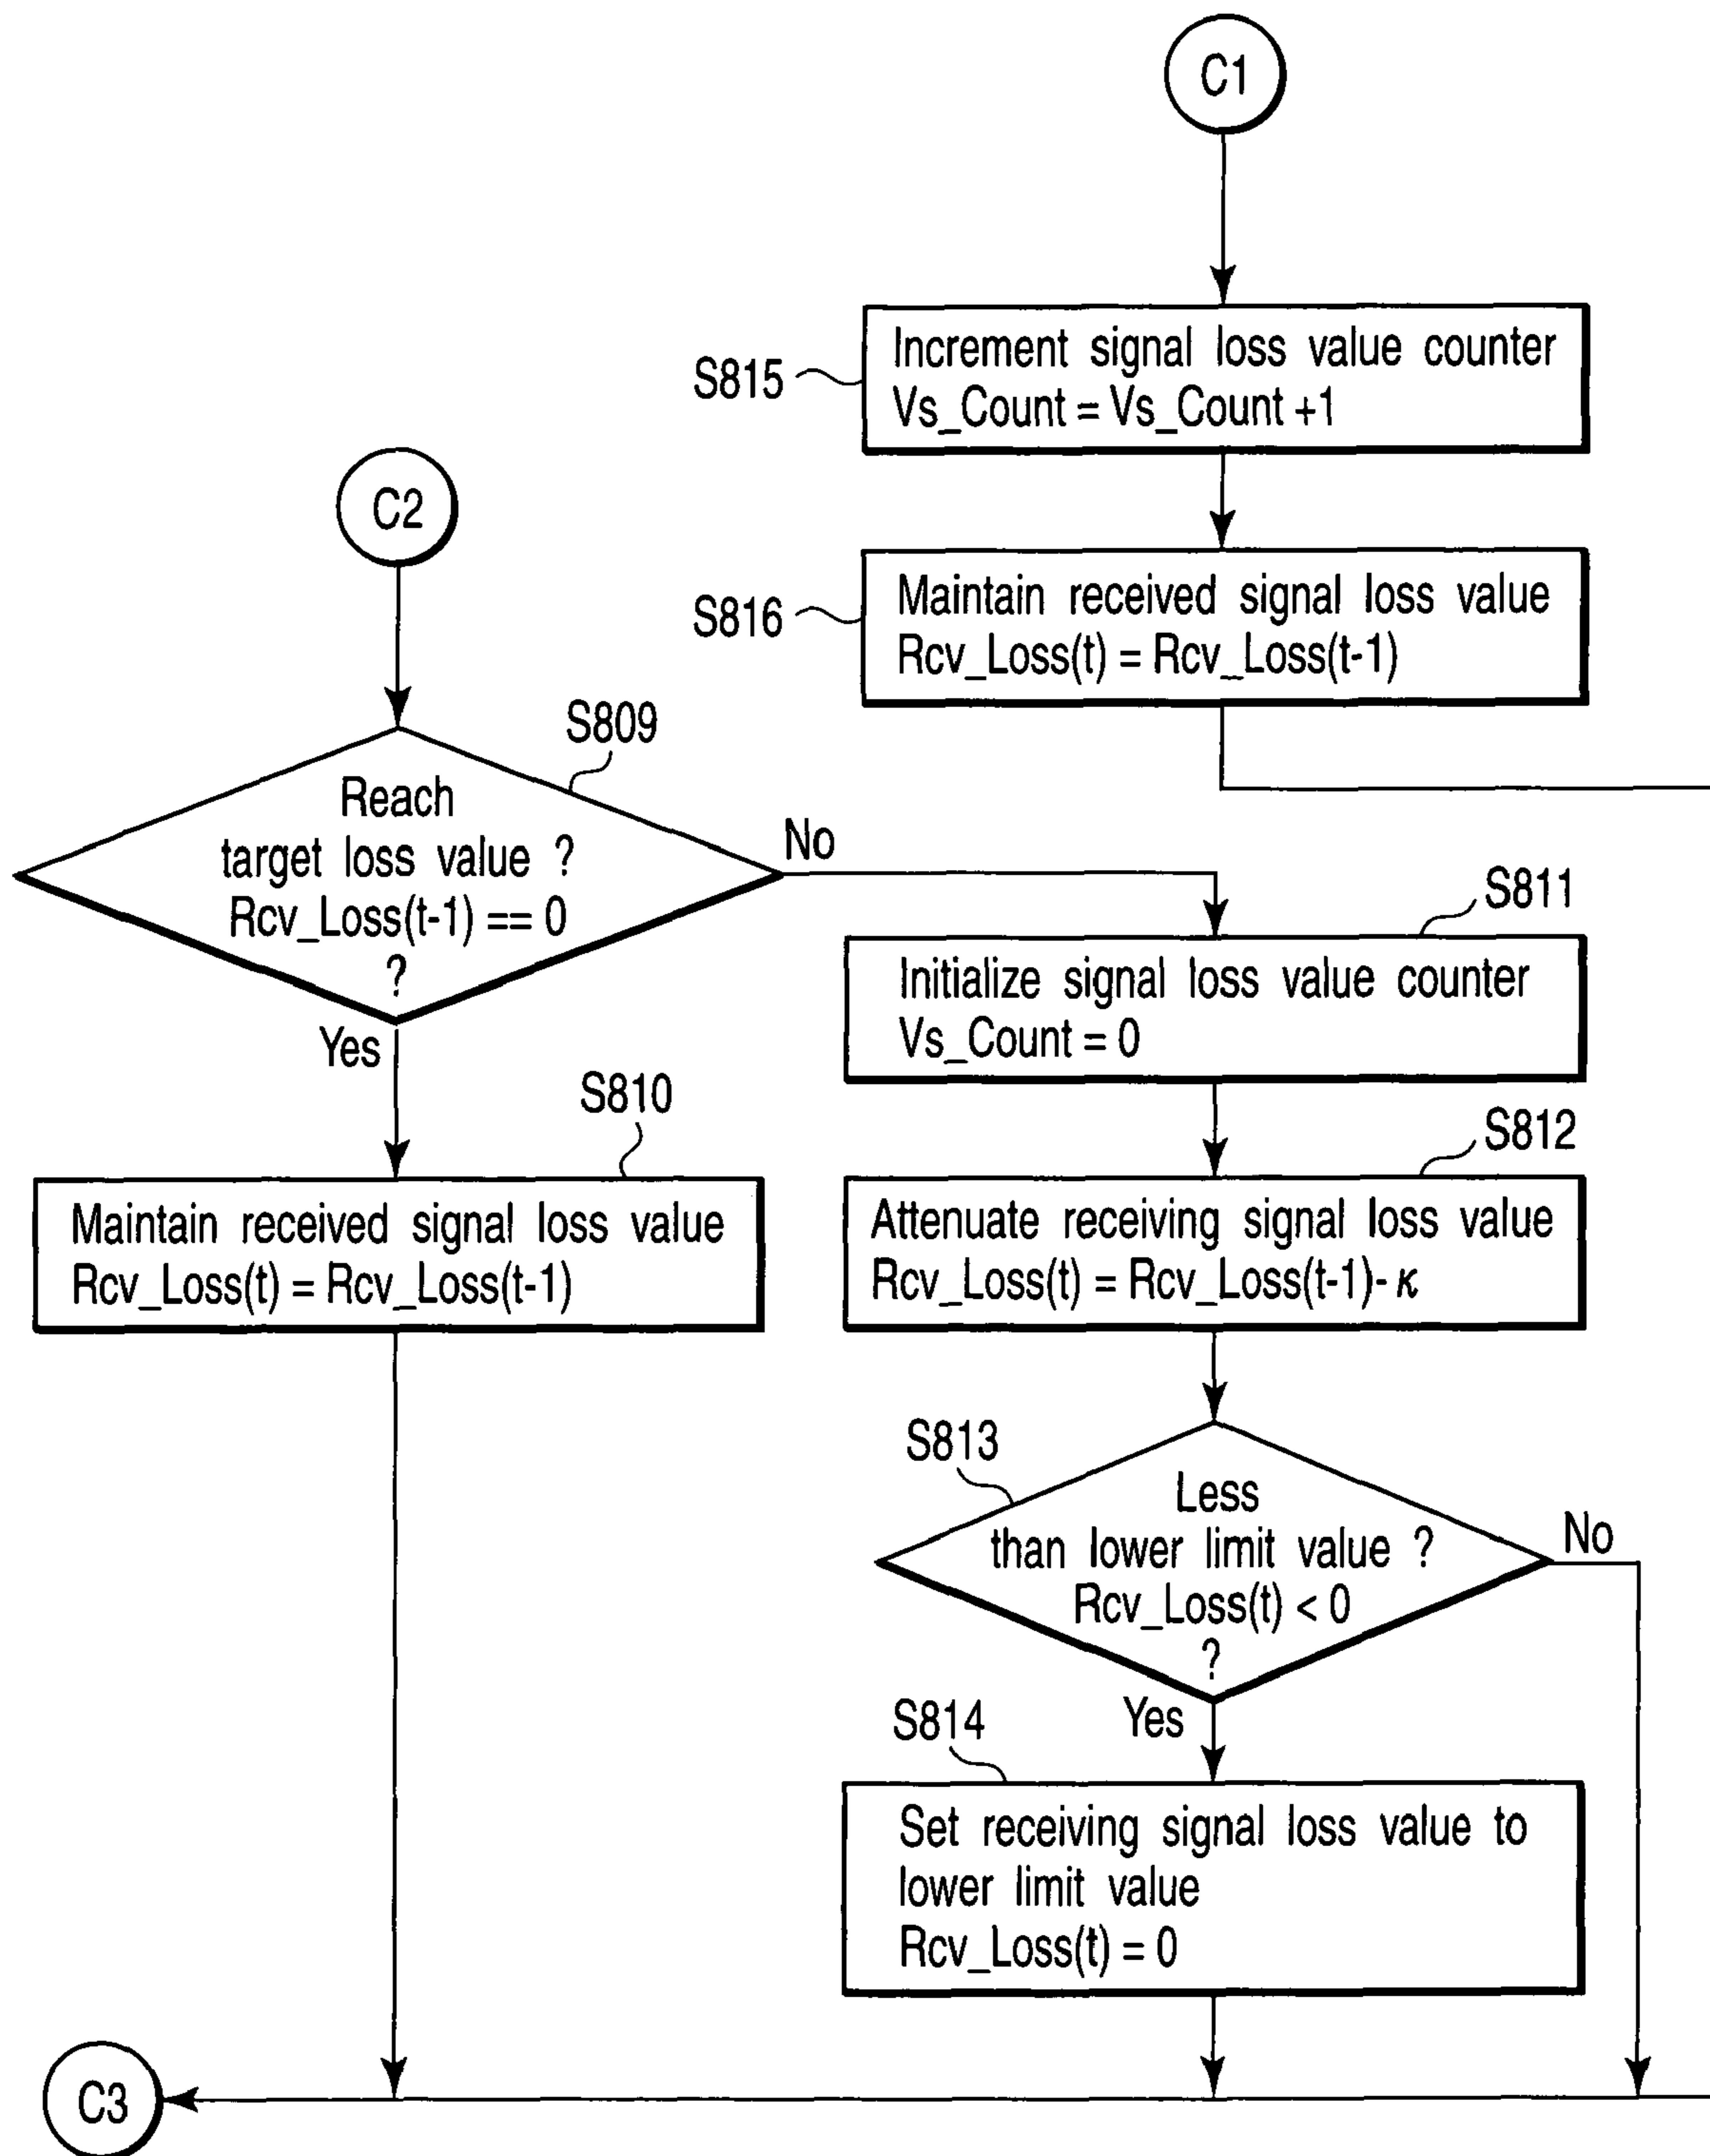 C1
S815
Increment signal loss value counter
Vs_Count = Vs_Count +1
C2
S816
Maintain received signal loss value
Rcv_Loss(t) = Rcv_Loss(t-1)
S809
Reach
target loss value ?
Rcv_Loss(t-1) == 0
?
No
Yes
S811
Initialize signal loss value counter
Vs_Count = 0
S810
Maintain received signal loss value
Rcv_Loss(t) = Rcv_Loss(t-1)
S812
Attenuate receiving signal loss value
Rcv_Loss(t) = Rcv_Loss(t-1)- κ
S813
Less
than lower limit value ?
Rcv_Loss(t) < 0
?
No
Yes
S814
Set receiving signal loss value to
lower limit value
Rcv_Loss(t) = 0
C3